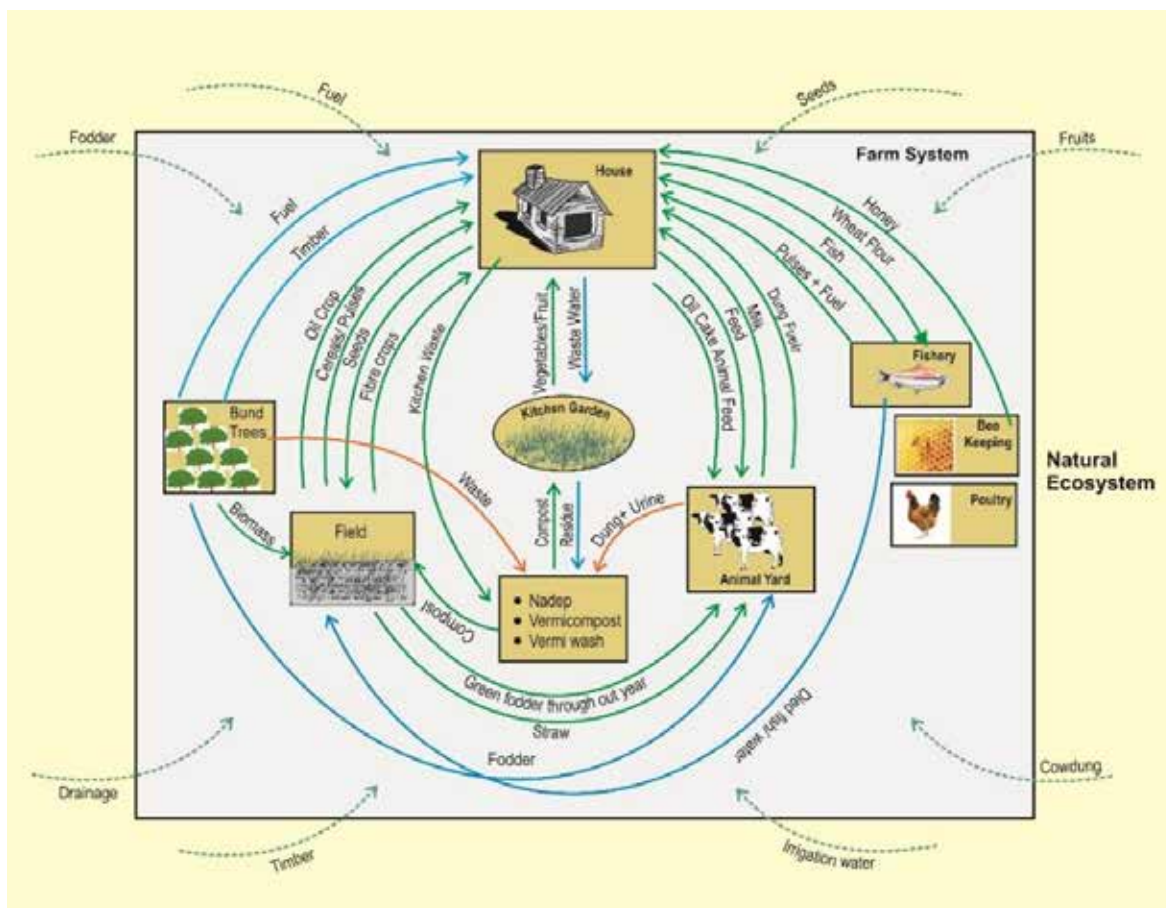 Fuel
Seeds
Fodder
Fruits
Farm System
House
Fuel
Timber
Honey
Wheat Flour
Fish
Pulses + Fuel
Oil Crop
Cereals/ Pulses
Seeds
Fibre crops
Kitchen Waste
Vegetables/Fruit
Waste Water
Oil Cake Animal Feed
Feed
Milk
Dung Fuelr
Fishery
Kitchen Garden
Bund
Trees
Bee
Keeping
Natural
Ecosystem
Poultry
Waste
Compost
Residue
Dung+ Urine
Biomass
Field
Animal Yard
• Nadep
• Vermicompost
• Vermi wash
Compost
Green fodder through out year
Straw
Fodder
Died fish/ water
Drainage
Cowdung
Timber
Irrigation water